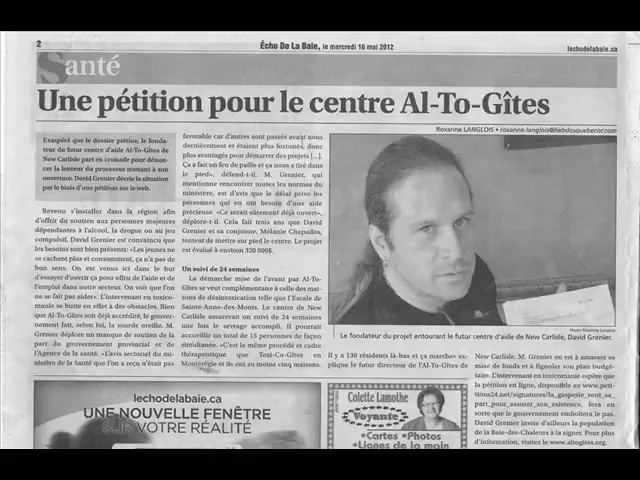 2
Écho De La Baie, le mercredi 16 mai 2012
lechodelabaie.ca
Santé
Une pétition pour le centre Al-To-Gîtes
Roxanne LANGLOIS • roxanne.langlois@hebdosquebecor.com
Exaspéré que le dossier piétine, le fonda-
teur du futur centre d'aide Al-To-Gîtes de
New Carlisle part en croisade pour dénon-
cer la lenteur du processus menant à son
ouverture. David Grenier décrie la situation
par le biais d'une pétition sur le web.
Revenu s'installer dans la région afin
d'offrir du soutien aux personnes majeures
dépendantes à l'alcool, la drogue ou au jeu
compulsif, David Grenier est convaincu que
les besoins sont bien présents: «Les jeunes ne
se cachent plus et consomment, ça n'a pas de
bon sens. On est venus ici dans le but
d'essayer d'ouvrir ça pour offrir de l'aide et de
l'emploi dans notre secteur. On voit que l'on
ne se fait pas aider». L'intervenant en toxico-
manie se butte en effet à des obstacles. Bien
que Al-To-Gîtes soit déjà accrédité, le gouver-
nement fait, selon lui, la sourde oreille. M.
Grenier déplore un manque de soutien de la
part du gouvernement provincial et de
l'Agence de la santé. «L'avis sectoriel du mi-
nistère de la Santé que l'on a reçu n'était pas
favorable car d'autres sont passés avant nous
dernièrement et étaient plus fortunés, donc
plus avantagés pour démarrer des projets [...].
Ça a fait un feu de paille et ça nous a tiré dans
le pied», défend-t-il. M. Grenier, qui
mentionne rencontrer toutes les normes du
ministère, est d'avis que le délai prive les
personnes qui en ont besoin d'une aide
précieuse. «Ce serait sûrement déjà ouvert»,
déplore-t-il. Cela fait trois ans que David
Grenier et sa conjointe, Mélanie Chapados,
tentent de mettre sur pied le centre. Le projet
est évalué à environ 320 000$.
Un suivi de 24 semaines
La démarche mise de l'avant par Al-To-
Gîtes se veut complémentaire à celle des mai-
sons de désintoxication telle que l'Escale de
Sainte-Anne-des-Monts. Le centre de New
Carlisle assurerait un suivi de 24 semaines
une fois le sevrage accompli. Il pourrait
accueillir un total de 15 personnes de façon
simultanée. «C'est le même procédé et cadre
thérapeutique que Toxi-Co-Gîtes en
Montérégie et ils ont au moins cinq maisons.
Photo: Roxanne Langlois
Le fondateur du projet entourant le futur centre d'aide de New Carlisle, David Grenier.
Il y a 130 résidents là-bas et ça marche» ex-
plique le futur directeur de l'Al-To-Gîtes de
New Carlisle. M. Grenier en est à amasser sa
mise de fonds et à fignoler son plan budgé-
taire. L'intervenant en toxicomanie espère que
la pétition en ligne, disponible au www.peti-
tions24.net/signatures/la_gaspesie_veut_sa_
part_pour_assurer_son_existence, fera en
sorte que le gouvernement emboîtera le pas.
David Grenier invite d'ailleurs la population
de la Baie-des-Chaleurs à la signer. Pour plus
d'information, visitez le www.altogites.org.
lechodelabaie.ca
UNE NOUVELLE FENÊTRE
SUR VOTRE RÉALITÉ
Colette Lamothe
Voyante
•Cartes •Photos
•Lignes de la main